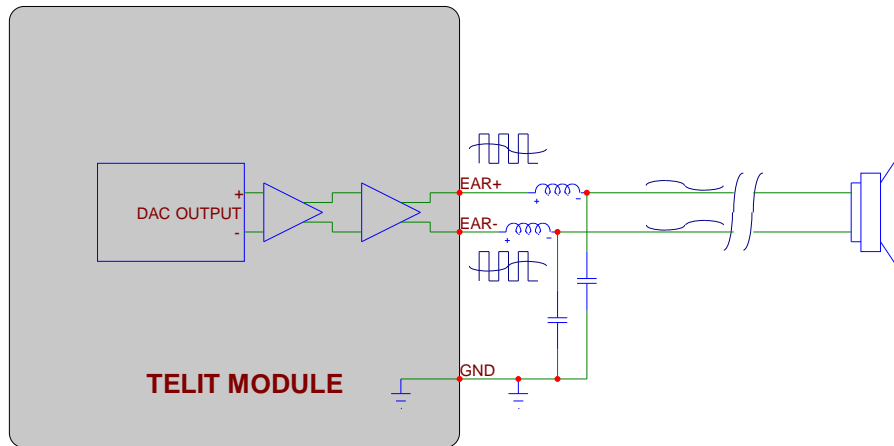 EAR+
+
DAC OUTPUT
-
+ -
EAR-
+ -
GND
TELIT MODULE